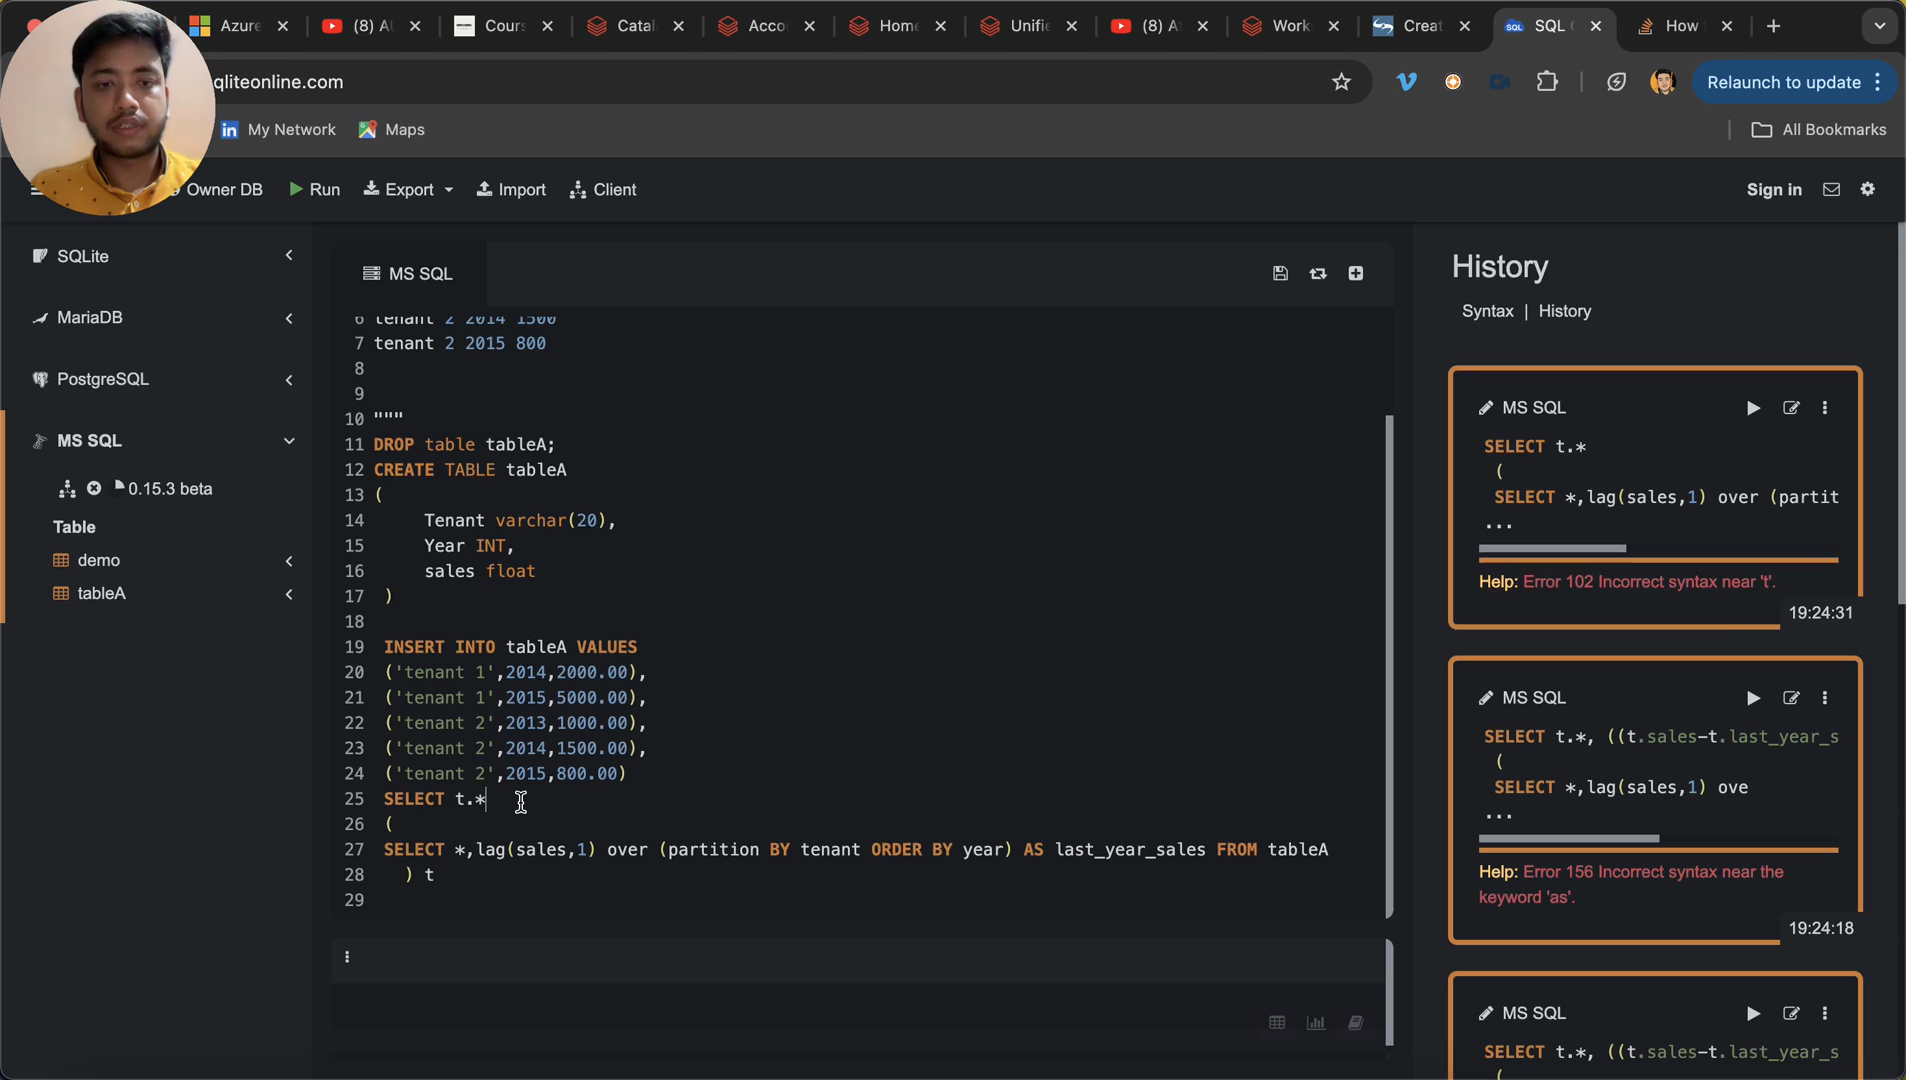 Azure
(8) A
Cours
Catal
Acco
Home
Unifi
(8) A
Work
Creat
SQL
How
qliteonline.com
Relaunch to update
My Network
Maps
All Bookmarks
Owner DB
Run
Export
Import
Client
Sign in
SQLite
MariaDB
PostgreSQL
MS SQL
0.15.3 beta
Table
demo
tableA
MS SQL
6 tenant 2 2014 1500
7 tenant 2 2015 800
8
9
10 """
11 DROP table tableA;
12 CREATE TABLE tableA
13 (
14 Tenant varchar(20),
15 Year INT,
16 sales float
17 )
18
19 INSERT INTO tableA VALUES
20 ('tenant 1',2014,2000.00),
21 ('tenant 1',2015,5000.00),
22 ('tenant 2',2013,1000.00),
23 ('tenant 2',2014,1500.00),
24 ('tenant 2',2015,800.00)
25 SELECT t.*
26 (
27 SELECT *,lag(sales,1) over (partition BY tenant ORDER BY year) AS last_year_sales FROM tableA
28 ) t
29
History
Syntax | History
MS SQL
SELECT t.*
(
SELECT *,lag(sales,1) over (partit
...
Help: Error 102 Incorrect syntax near 't'.
19:24:31
MS SQL
SELECT t.*, ((t.sales-t.last_year_s
(
SELECT *,lag(sales,1) ove
...
Help: Error 156 Incorrect syntax near the
keyword 'as'.
19:24:18
MS SQL
SELECT t.*, ((t.sales-t.last_year_s
(